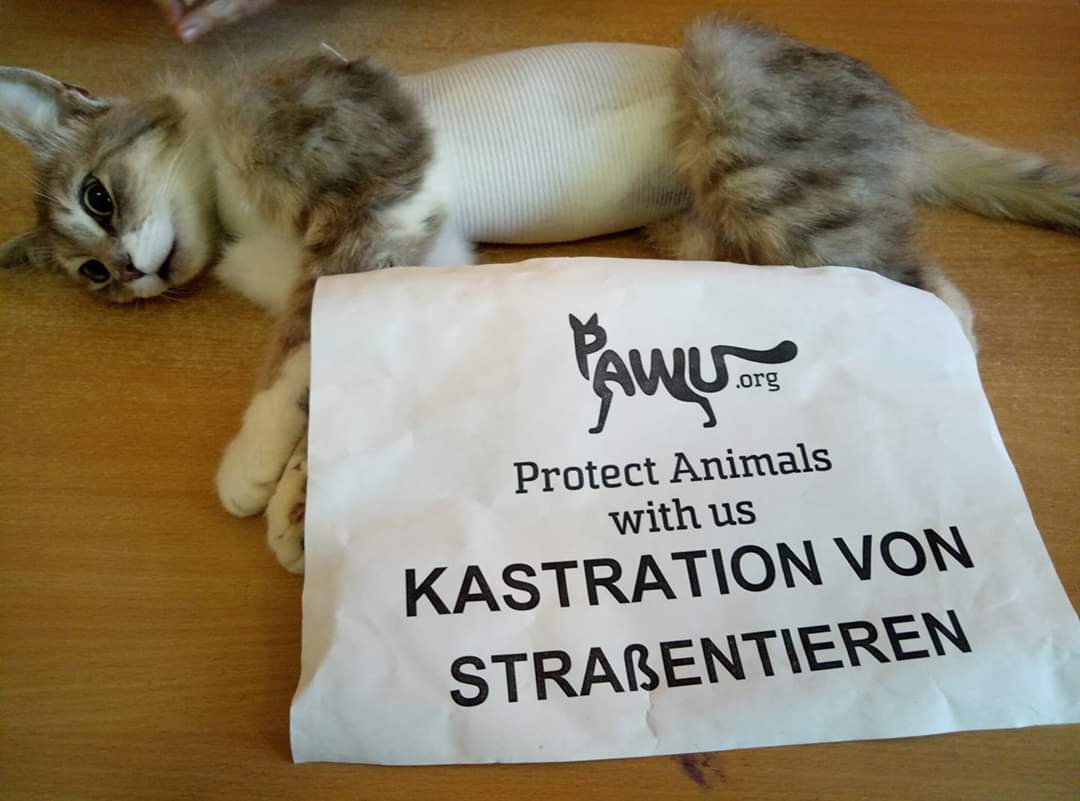 PAWU.org
Protect Animals
with us
KASTRATION VON
STRAßENTIEREN